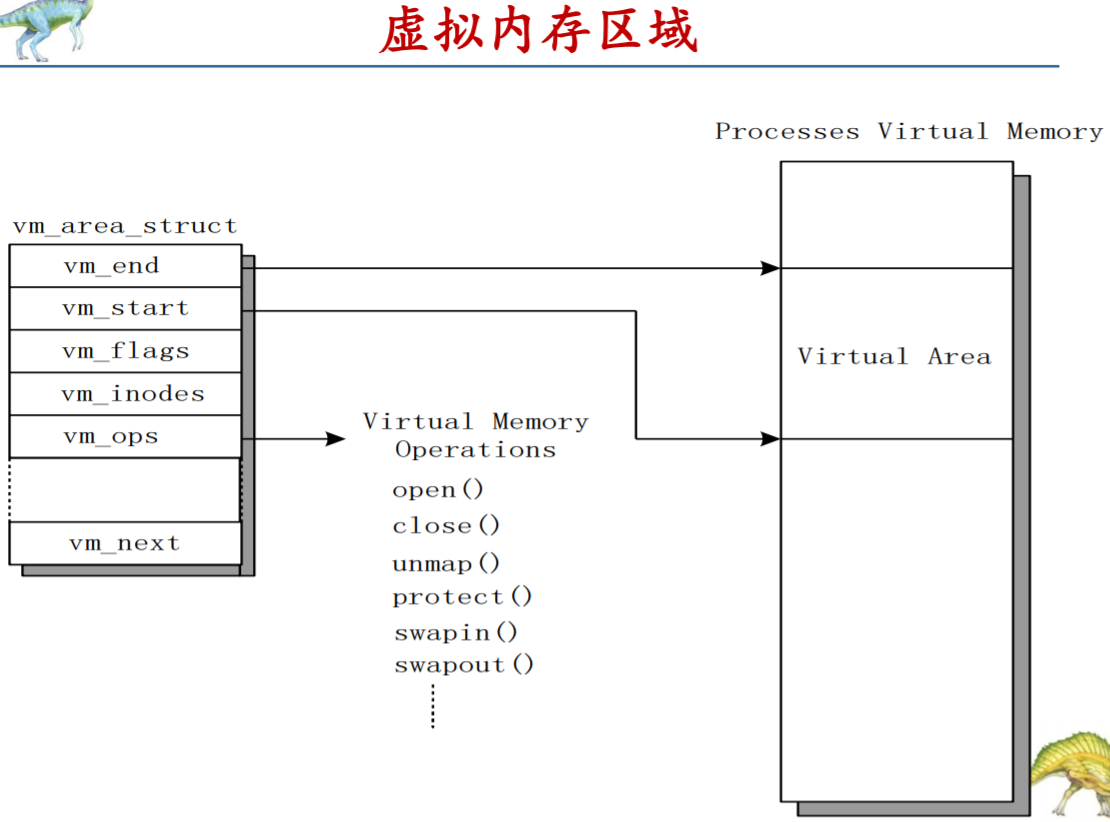 虚拟内存区域
Processes Virtual Memory
vm_area_struct
vm_end
vm_start
vm_flags
vm_inodes
vm_ops
vm_next
Virtual Memory
Operations
open()
close()
unmap()
protect()
swapin()
swapout()
Virtual Area